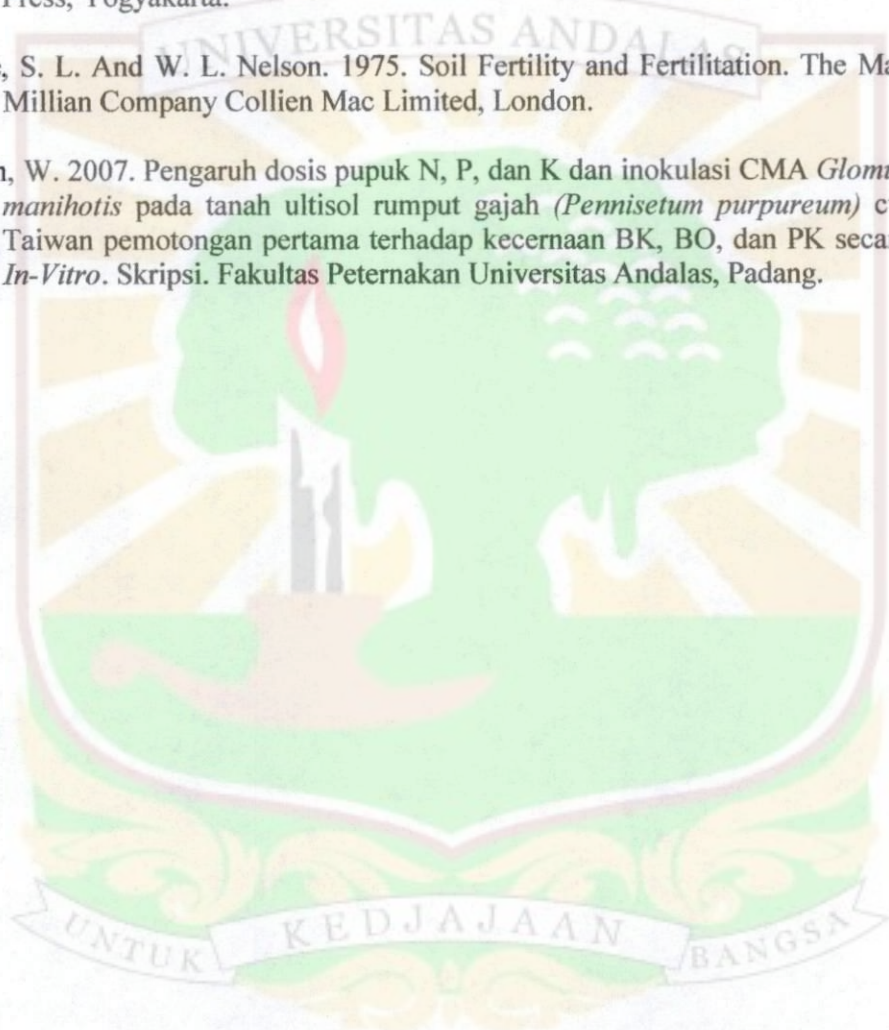 Press, Yogyakarta.
UNIVERSITAS ANDALAS
, S. L. And W. L. Nelson. 1975. Soil Fertility and Fertilitation. The Ma
Millian Company Collien Mac Limited, London.
, W. 2007. Pengaruh dosis pupuk N, P, dan K dan inokulasi CMA Glom
manihotis pada tanah ultisol rumput gajah (Pennisetum purpureum) c
Taiwan pemotongan pertama terhadap kecernaan BK, BO, dan PK seca
In-Vitro. Skripsi. Fakultas Peternakan Universitas Andalas, Padang.
UNTUK KEDJAJAAN BANGSA